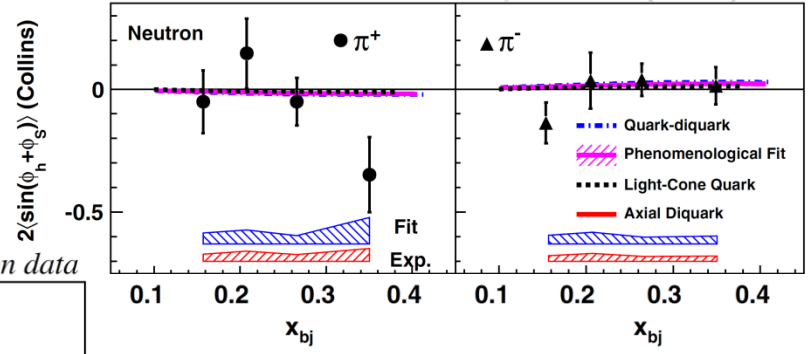 2⟨sin(ϕh+ϕS)⟩ (Collins)
0
-0.5
Neutron
π+
Fit
Exp.
0.1 0.2 0.3 0.4
xbj
π-
Quark-diquark
Phenomenological Fit
Light-Cone Quark
Axial Diquark
0.1 0.2 0.3 0.4
xbj
data